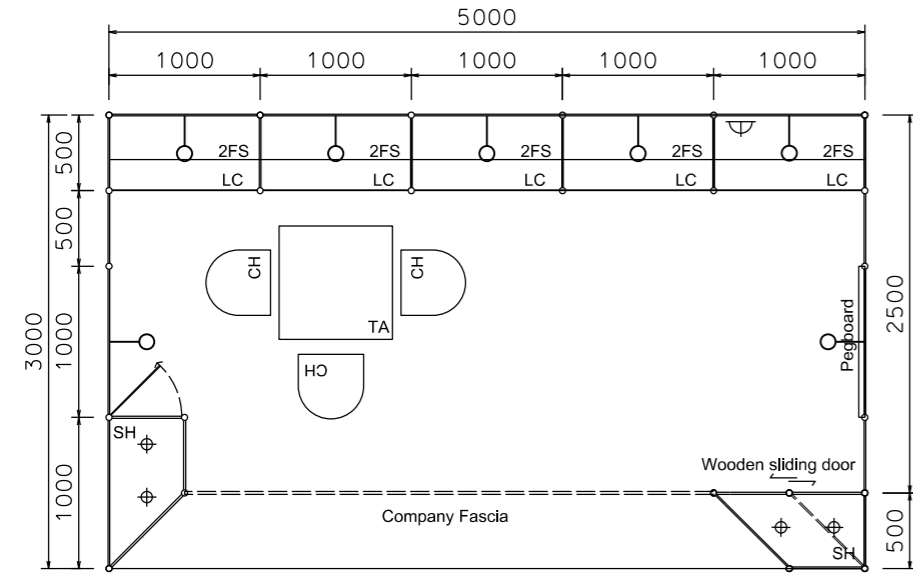 5000
1000 1000 1000 1000 1000
500
500
1000
3000
1000
2500
500
2FS 2FS 2FS 2FS 2FS
LC LC LC LC LC
CH
CH
TA
CH
Pegboard
SH
Wooden sliding door
Company Fascia
SH